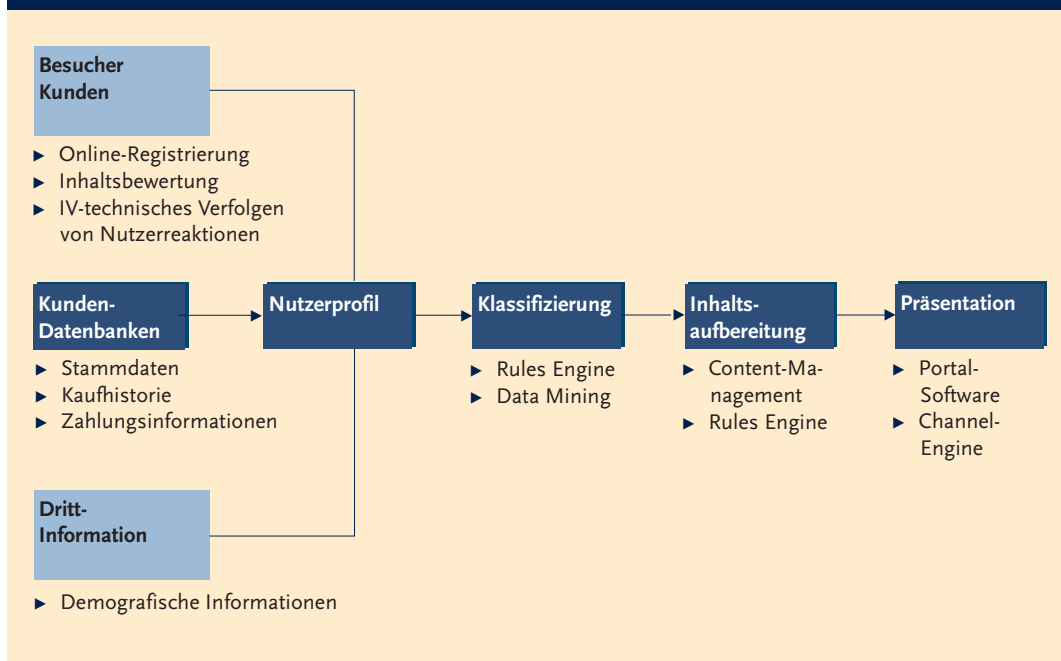 Besucher
Kunden
► Online-Registrierung
► Inhaltsbewertung
► IV-technisches Verfolgen
von Nutzerreaktionen
Kunden-
Datenbanken
► Stammdaten
► Kaufhistorie
► Zahlungsinformationen
Nutzerprofil
Klassifizierung
► Rules Engine
► Data Mining
Inhalts-
aufbereitung
► Content-Ma-
nagement
► Rules Engine
Präsentation
► Portal-
Software
► Channel-
Engine
Dritt-
Information
► Demografische Informationen